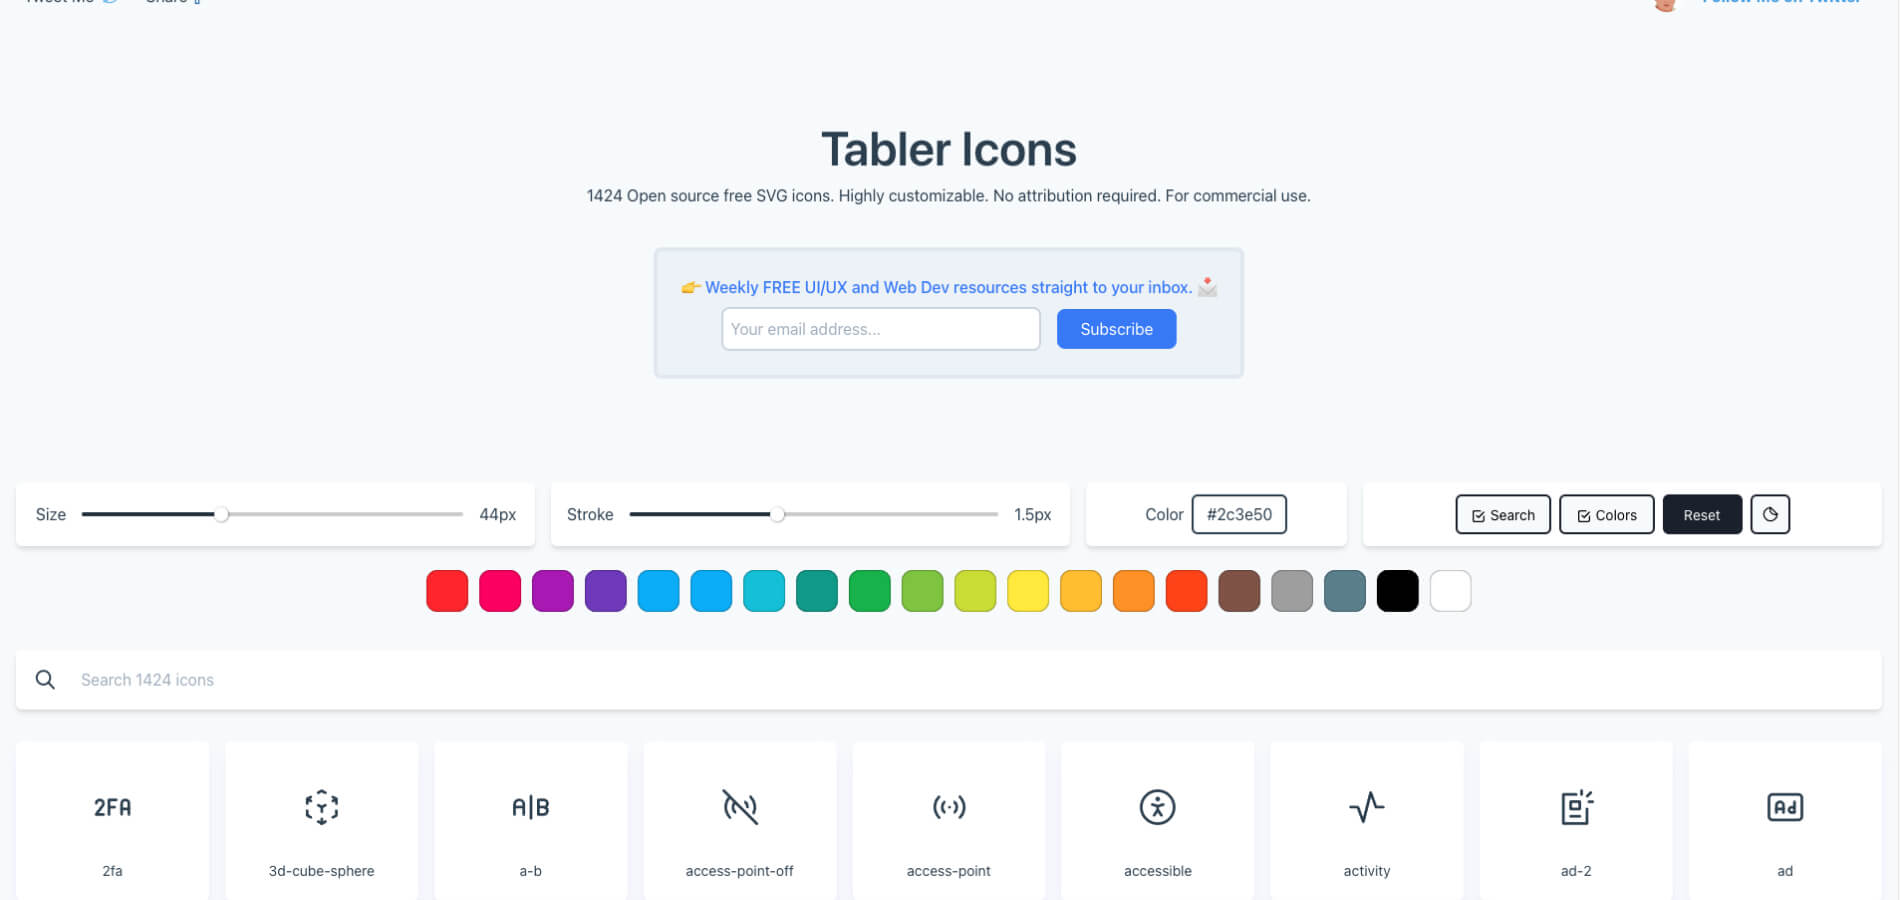 Tweet Me Share Follow me on Twitter
Tabler Icons
1424 Open source free SVG icons. Highly customizable. No attribution required. For commercial use.
👉 Weekly FREE UI/UX and Web Dev resources straight to your inbox. 📩
Your email address... Subscribe
Size 44px Stroke 1.5px Color #2c3e50 Search Colors Reset
Search 1424 icons
2FA A|B Ad
2fa 3d-cube-sphere a-b access-point-off access-point accessible activity ad-2 ad